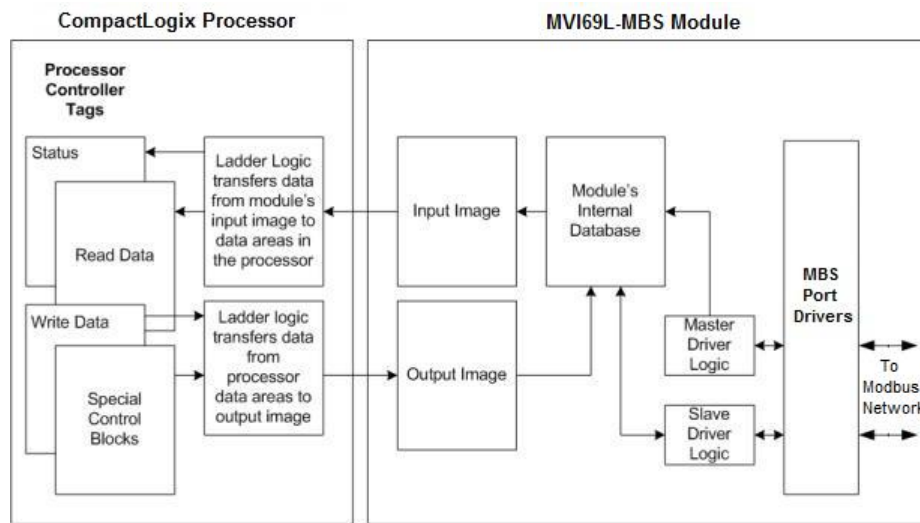 CompactLogix Processor
MVI69L-MBS Module
Processor
Controller
Tags
Status
Read Data
Write Data
Special
Control
Blocks
Ladder Logic
transfers data
from module's
input image to
data areas in
the processor
Ladder logic
transfers data
from
processor
data areas to
output image
Input Image
Output Image
Module's
Internal
Database
Master
Driver
Logic
Slave
Driver
Logic
MBS
Port
Drivers
To
Modbus
Network